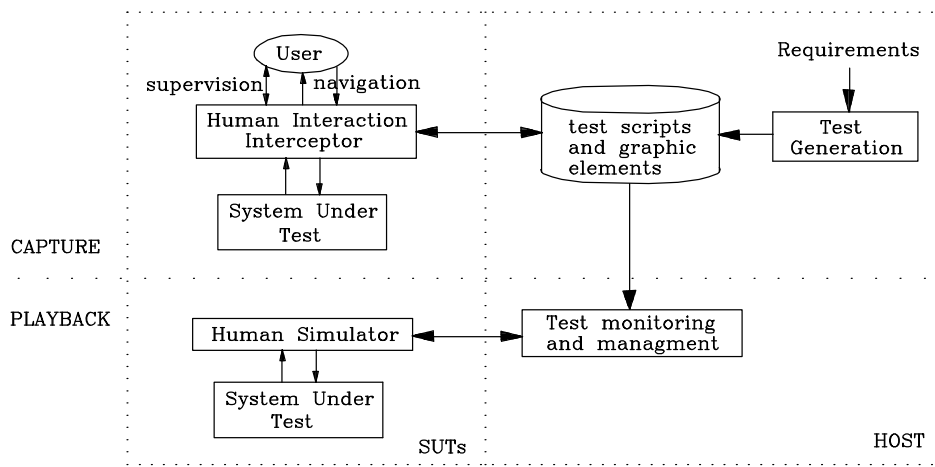 User
Requirements
supervision
navigation
Human Interaction
Interceptor
test scripts
and graphic
elements
Test
Generation
System Under
Test
CAPTURE
PLAYBACK
Human Simulator
Test monitoring
and managment
System Under
Test
SUTs
HOST